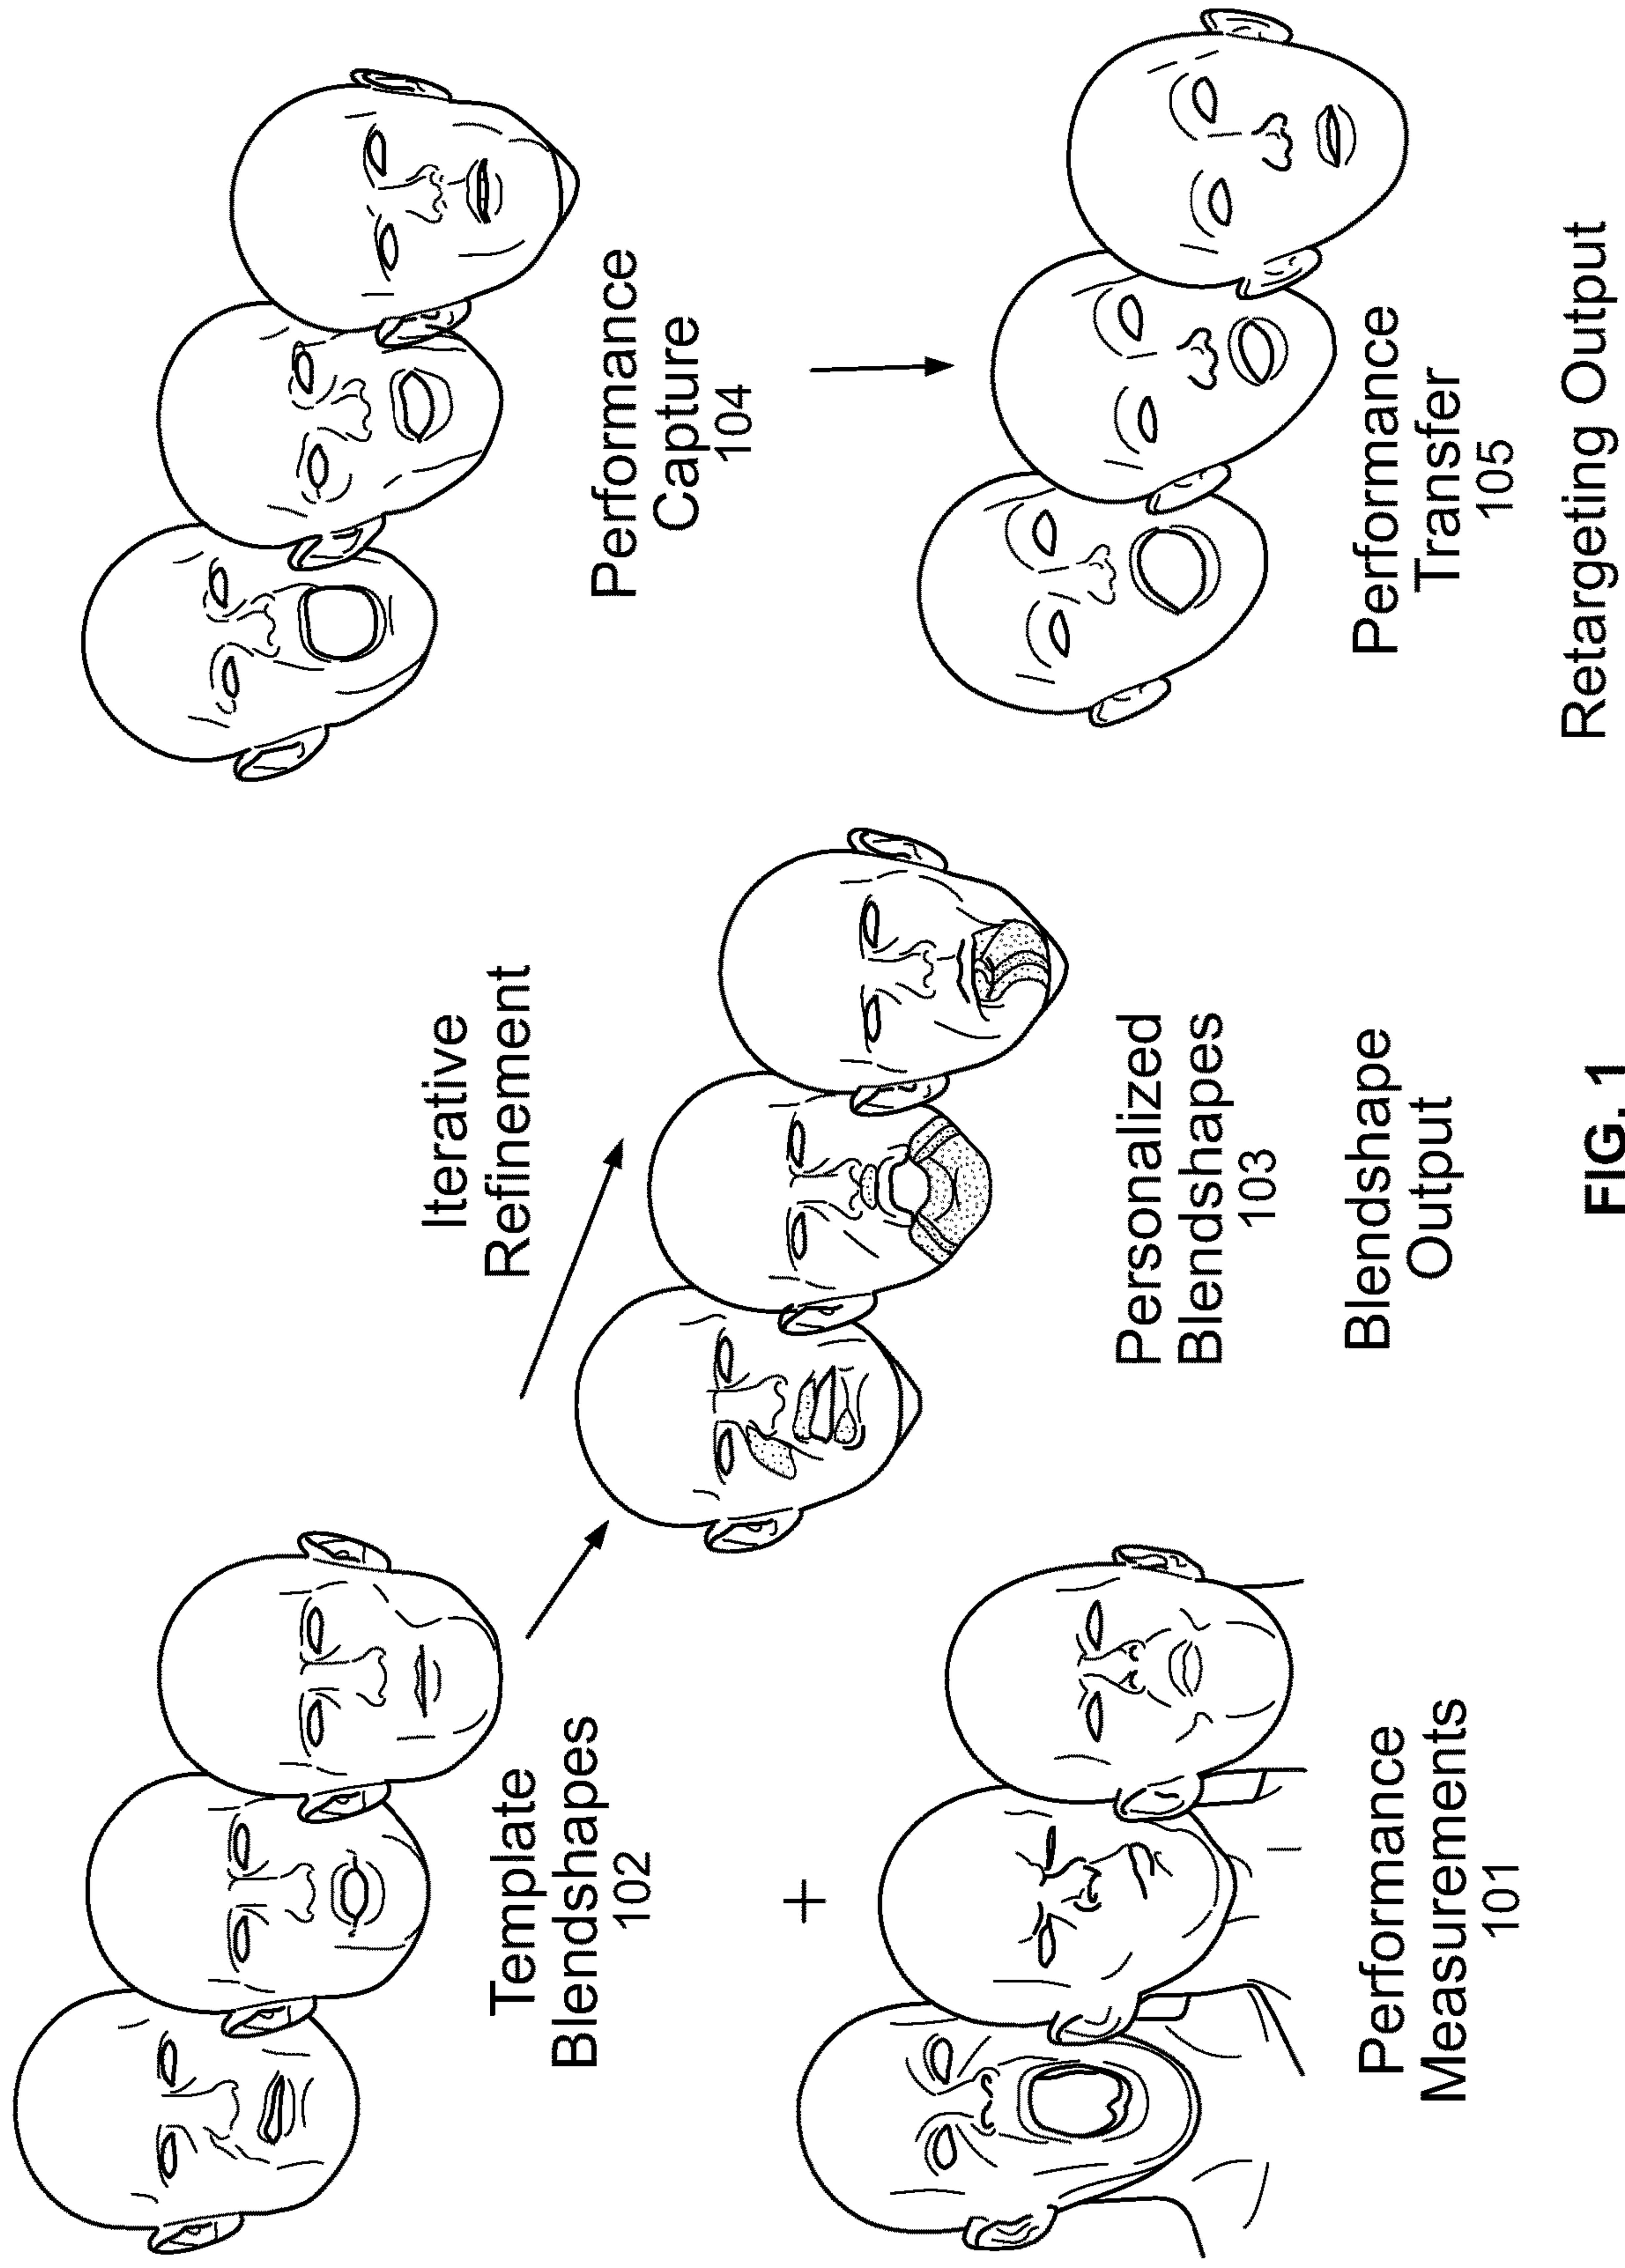 Template
Blendshapes
102
+
Performance
Measurements
101
Iterative
Refinement
Personalized
Blendshapes
103
Blendshape
Output
Performance
Capture
104
Performance
Transfer
105
Retargeting Output
FIG. 1